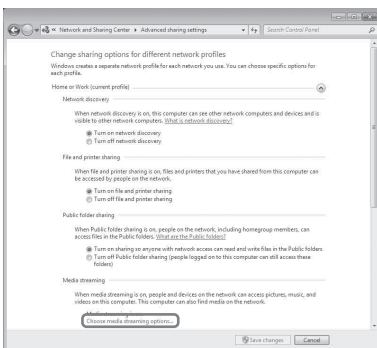 « Network and Sharing Center ▸ Advanced sharing settings
Search Control Panel
Change sharing options for different network profiles
Windows creates a separate network profile for each network you use. You can choose specific options for
each profile.
Home or Work (current profile)
Network discovery
When network discovery is on, this computer can see other network computers and devices and is
visible to other network computers. What is network discovery?
Turn on network discovery
Turn off network discovery
File and printer sharing
When file and printer sharing is on, files and printers that you have shared from this computer can
be accessed by people on the network.
Turn on file and printer sharing
Turn off file and printer sharing
Public folder sharing
When Public folder sharing is on, people on the network, including homegroup members, can
access files in the Public folders. What are the Public folders?
Turn on sharing so anyone with network access can read and write files in the Public folders
Turn off Public folder sharing (people logged on to this computer can still access these
folders)
Media streaming
When media streaming is on, people and devices on the network can access pictures, music, and
videos on this computer. This computer can also find media on the network.
Choose media streaming options...
Save changes
Cancel